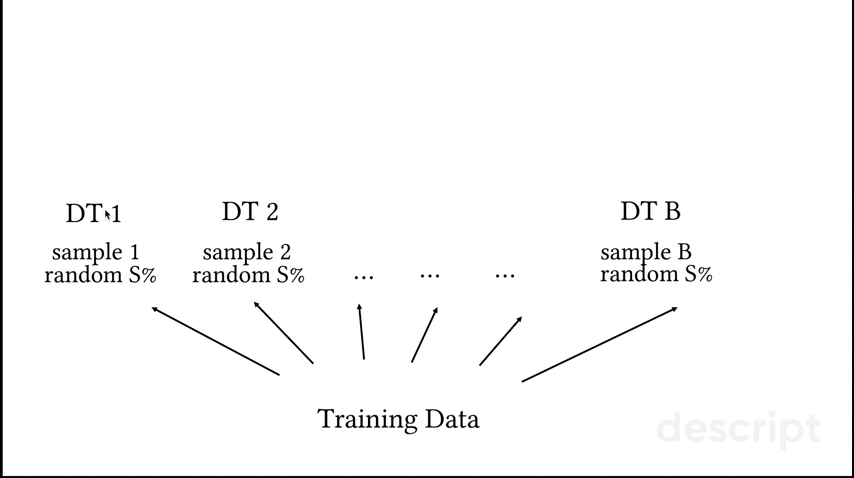 DT 1
DT 2
DT B
sample 1
random S%
sample 2
random S%
...
...
...
sample B
random S%
Training Data
descript